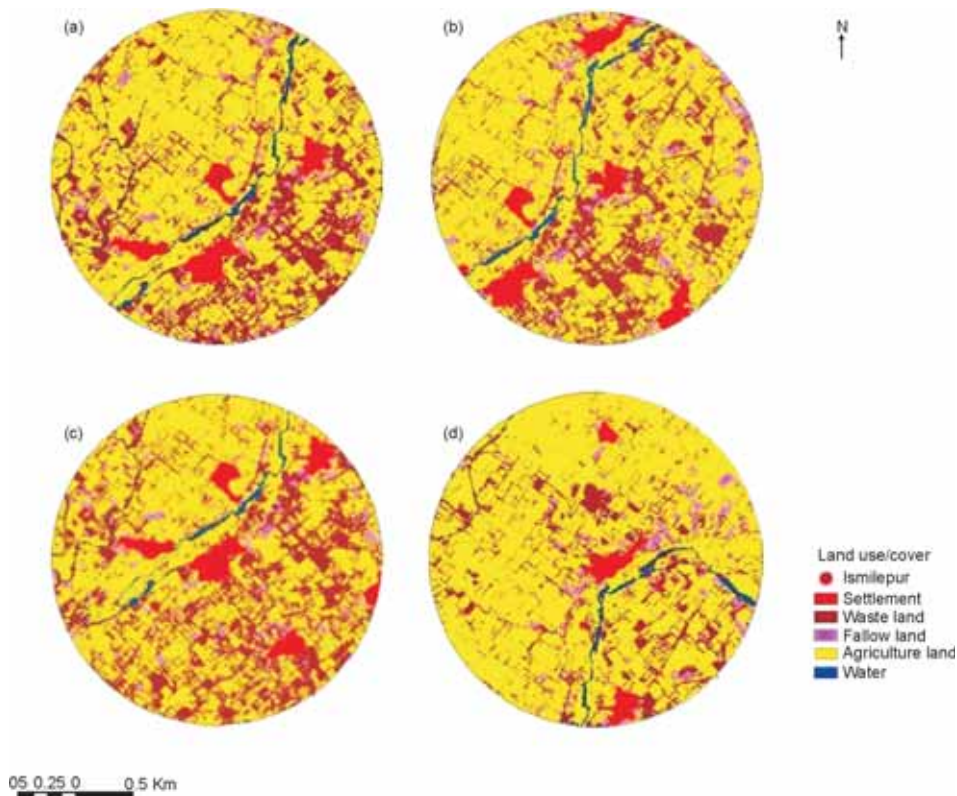 (a)
(b)
N
(c)
(d)
Land use/cover
Ismilepur
Settlement
Waste land
Fallow land
Agriculture land
Water
05 0.25 0 0.5 Km